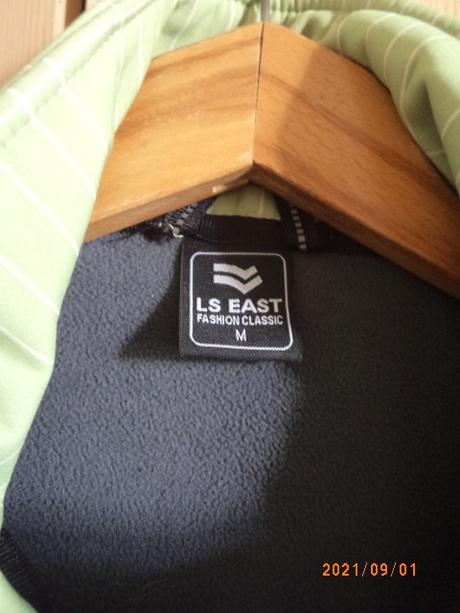 LS EAST
FASHION CLASSIC
M
2021/09/01